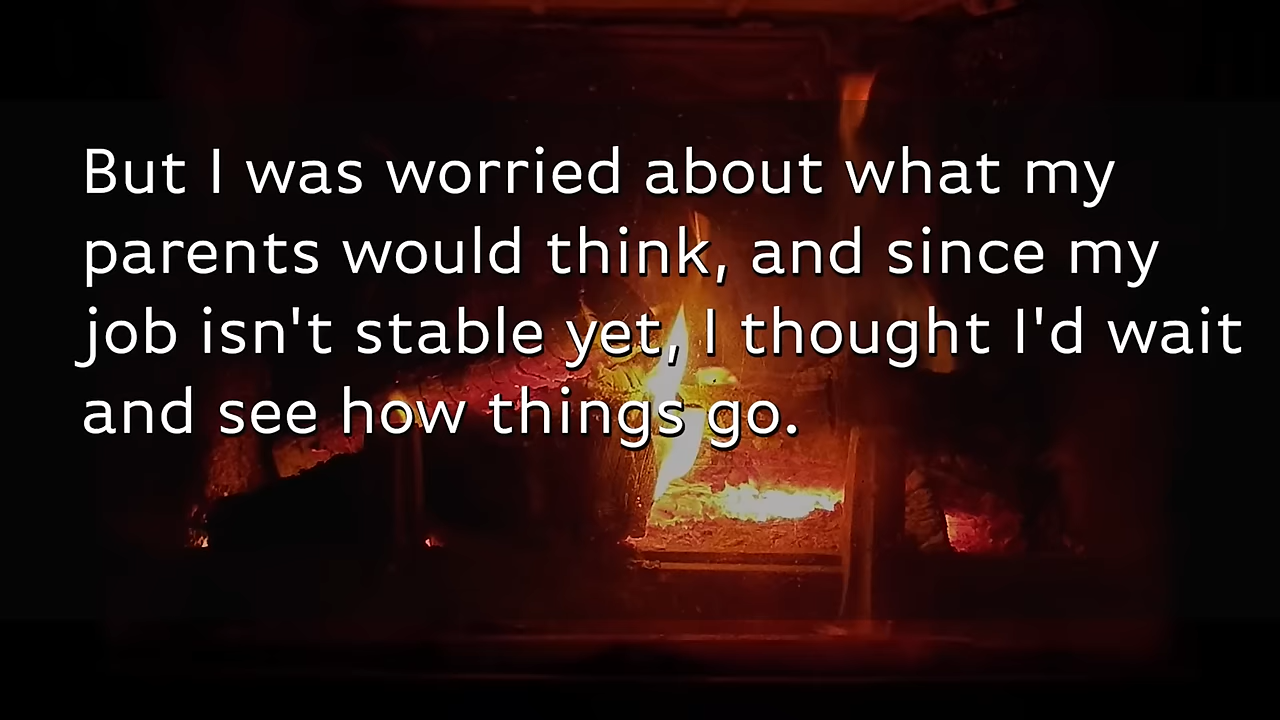 But I was worried about what my
parents would think, and since my
job isn't stable yet, I thought I'd wait
and see how things go.